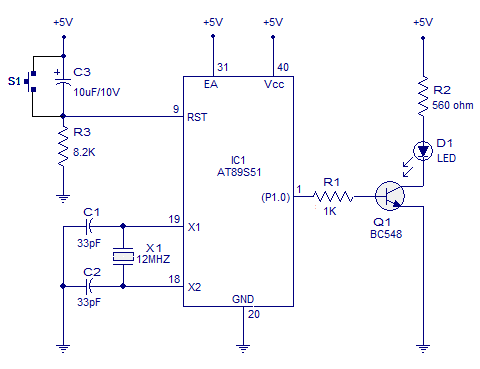 +5V +5V +5V +5V
31 40
EA Vcc
S1
+ C3
10uF/10V
R2
560 ohm
9 RST
R3
8.2K
D1
LED
IC1
AT89S51
(P1.0) 1 R1
1K
Q1
BC548
C1
33pF
19 X1
X1
12MHZ
C2
33pF
18 X2
GND
20